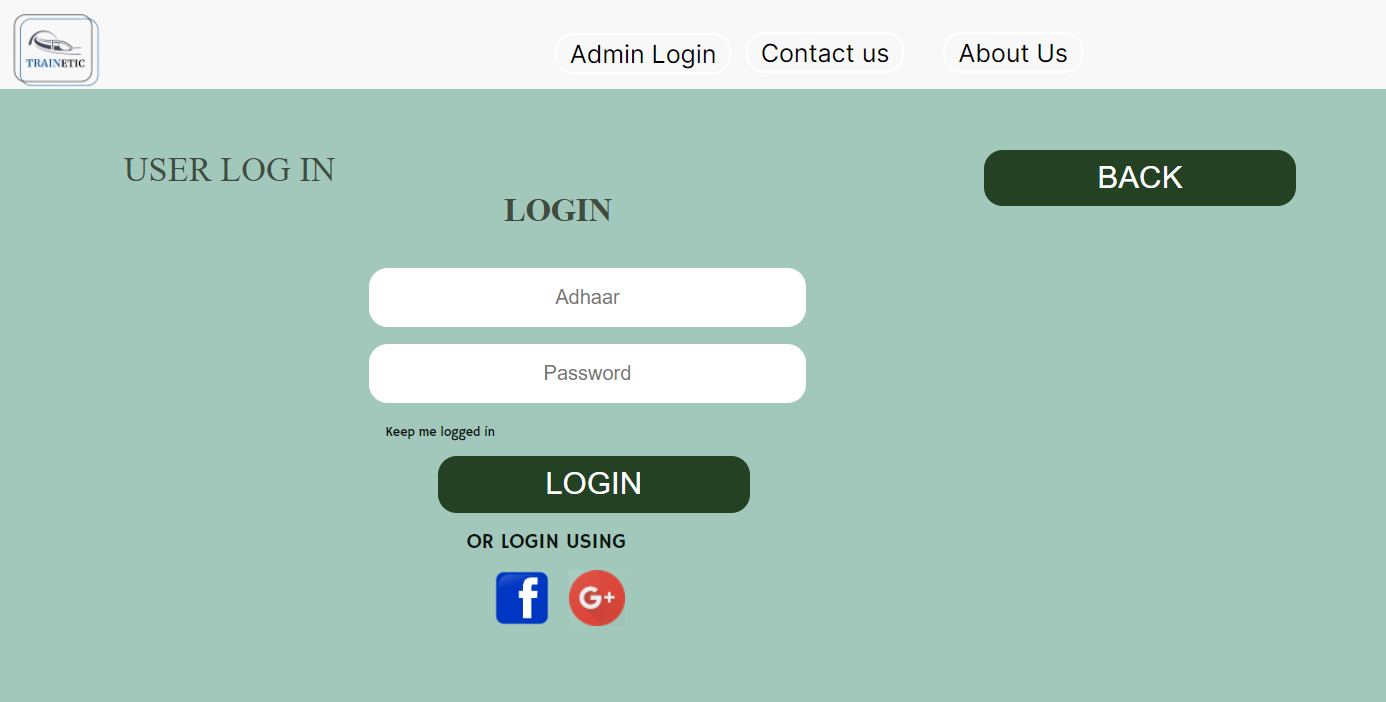 TRAINETIC
Admin Login
Contact us
About Us
USER LOG IN
BACK
LOGIN
Adhaar
Password
Keep me logged in
LOGIN
OR LOGIN USING
f
G+